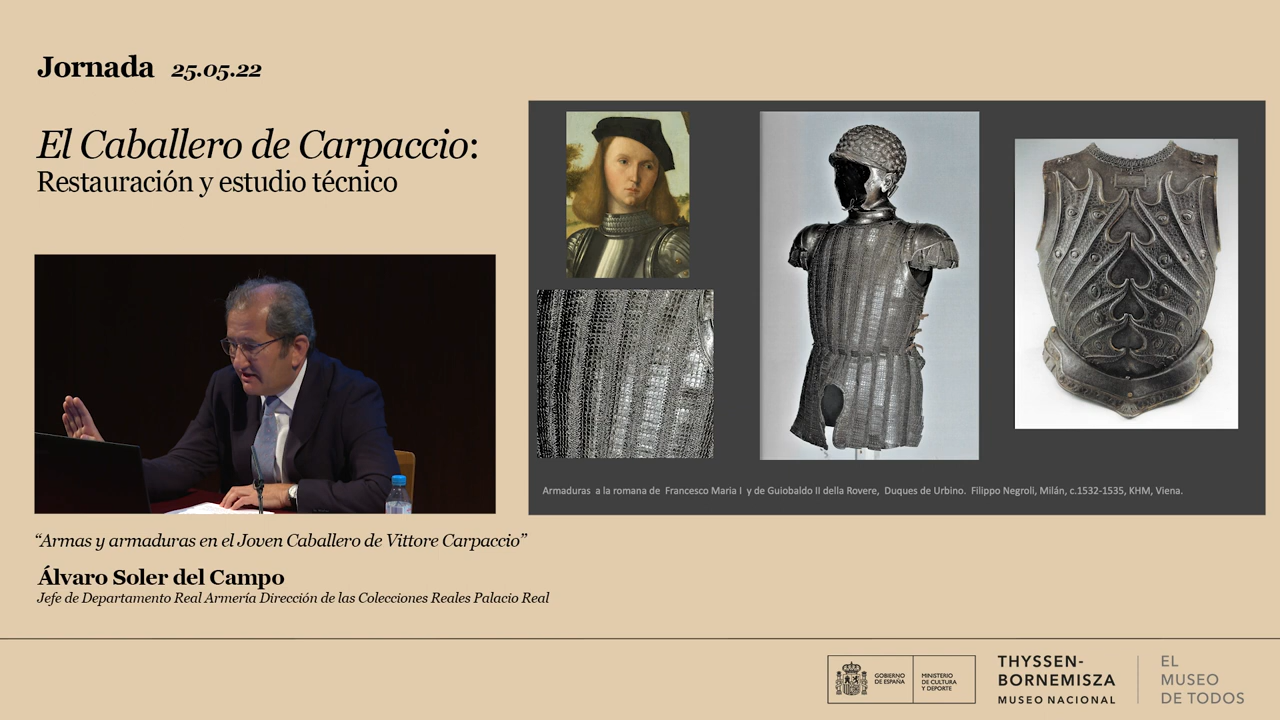 Jornada 25.05.22
El Caballero de Carpaccio:
Restauración y estudio técnico
Armaduras a la romana de Francesco Maria I y de Guiobaldo II della Rovere, Duques de Urbino. Filippo Negroli, Milán, c.1532-1535, KHM, Viena.
“Armas y armaduras en el Joven Caballero de Vittore Carpaccio”
Álvaro Soler del Campo
Jefe de Departamento Real Armería Dirección de las Colecciones Reales Palacio Real
GOBIERNO
DE ESPAÑA
MINISTERIO
DE CULTURA
Y DEPORTE
THYSSEN-
BORNEMISZA
MUSEO NACIONAL
EL
MUSEO
DE TODOS